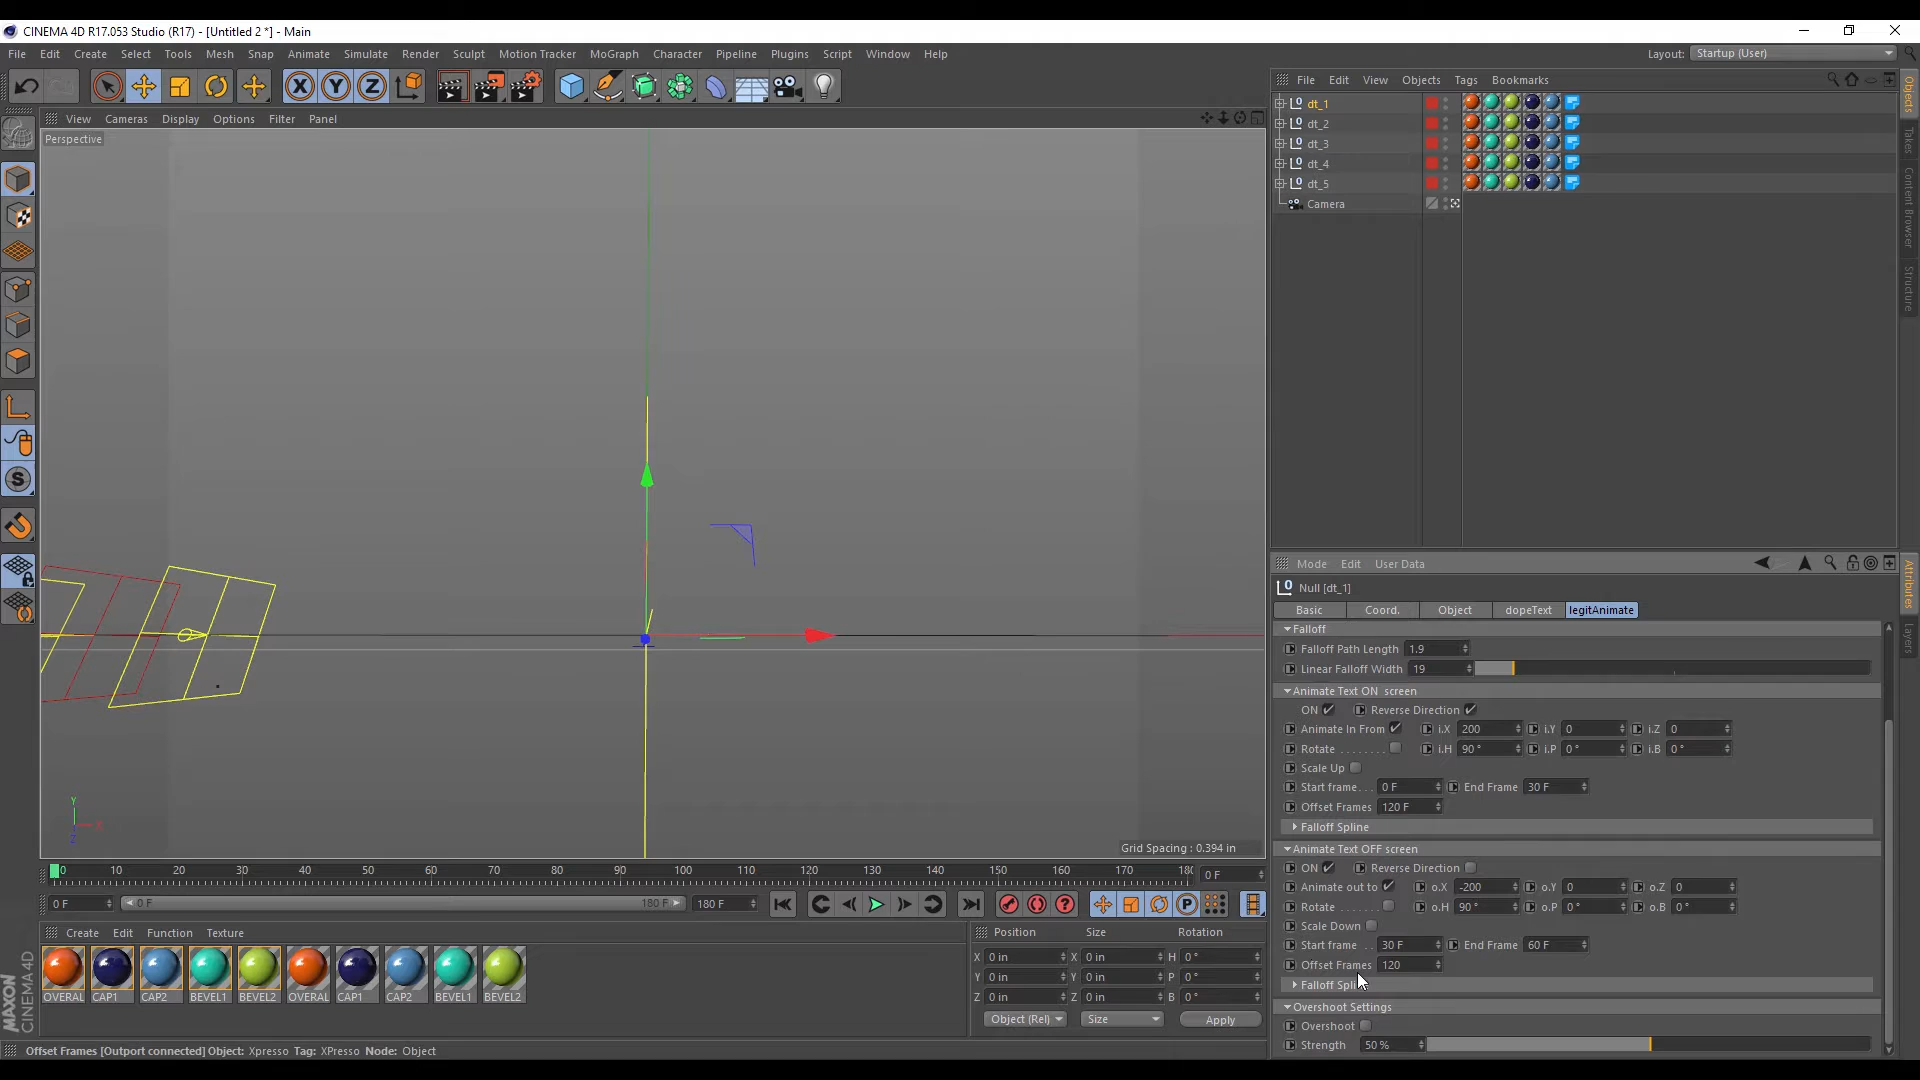 CINEMA 4D R17.053 Studio (R17) - [Untitled 2 *] - Main
File Edit Create Select Tools Mesh Snap Animate Simulate Render Sculpt Motion Tracker MoGraph Character Pipeline Plugins Script Window Help
Layout: Startup (User)
X Y Z
File Edit View Objects Tags Bookmarks
View Cameras Display Options Filter Panel
Perspective
dt_1
dt_2
dt_3
dt_4
dt_5
Camera
Objects
Takes
Content Browser
Structure
Mode Edit User Data
Null [dt_1]
Basic Coord. Object dopeText legitAnimate
Attributes
Layers
Falloff
Falloff Path Length 1.9
Linear Falloff Width 19
Animate Text ON screen
ON Reverse Direction
Animate In From i.X 200 i.Y 0 i.Z 0
Rotate . . . . . . . . i.H 90 ° i.P 0 ° i.B 0 °
Scale Up
Start frame. . . 0 F End Frame 30 F
Offset Frames 120 F
Falloff Spline
Animate Text OFF screen
ON Reverse Direction
Animate out to o.X -200 o.Y 0 o.Z 0
Rotate . . . . . . . o.H 90 ° o.P 0 ° o.B 0 °
Scale Down
Start frame . . 30 F End Frame 60 F
Offset Frames 120
Falloff Spli
Overshoot Settings
Overshoot
Strength 50 %
Y
X
Z
Grid Spacing : 0.394 in
0 10 20 30 40 50 60 70 80 90 100 110 120 130 140 150 160 170 18( 0 F
0 F 0 F 180 F 180 F
P
Create Edit Function Texture
OVERAL CAP1 CAP2 BEVEL1 BEVEL2 OVERAL CAP1 CAP2 BEVEL1 BEVEL2
Position Size Rotation
X 0 in X 0 in H 0 °
Y 0 in Y 0 in P 0 °
Z 0 in Z 0 in B 0 °
Object (Rel) Size Apply
MAXON CINEMA 4D
Offset Frames [Outport connected] Object: Xpresso Tag: XPresso Node: Object